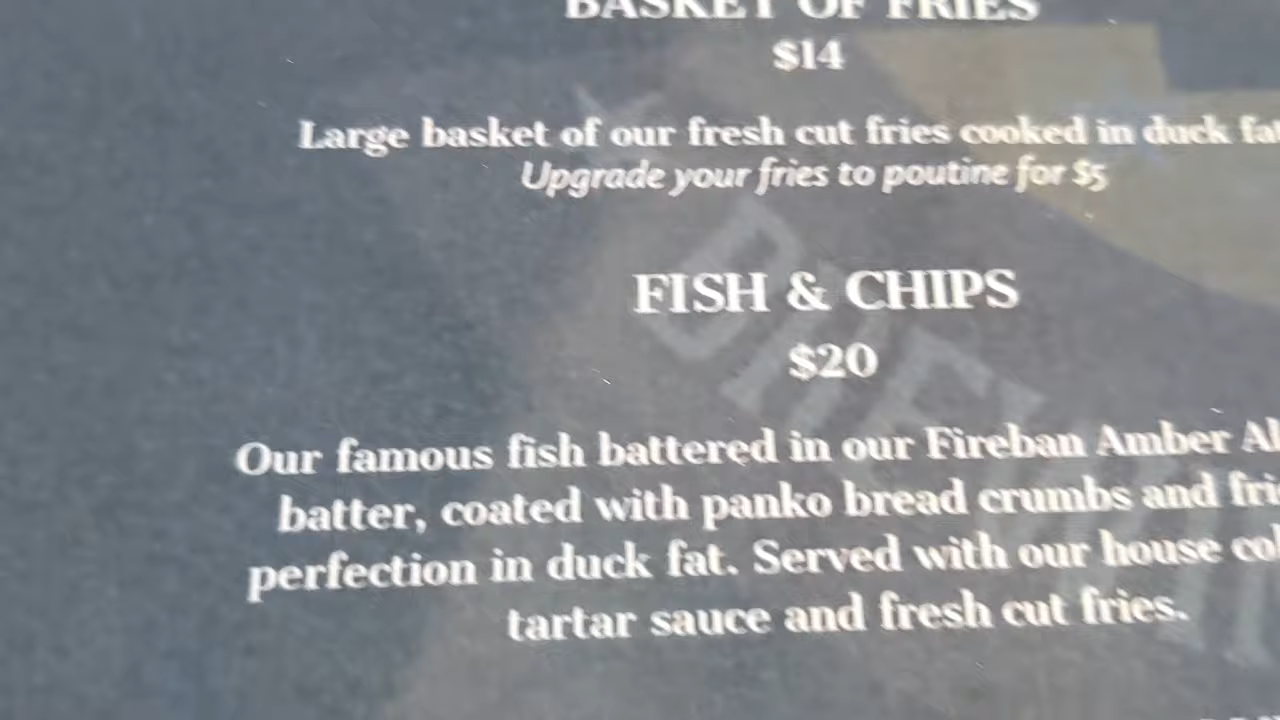 BASKET OF FRIES
$14
Large basket of our fresh cut fries cooked in duck fat
Upgrade your fries to poutine for $5
FISH & CHIPS
$20
Our famous fish battered in our Fireban Amber
batter, coated with panko bread crumbs and
perfection in duck fat. Served with our house
tartar sauce and fresh cut fries.